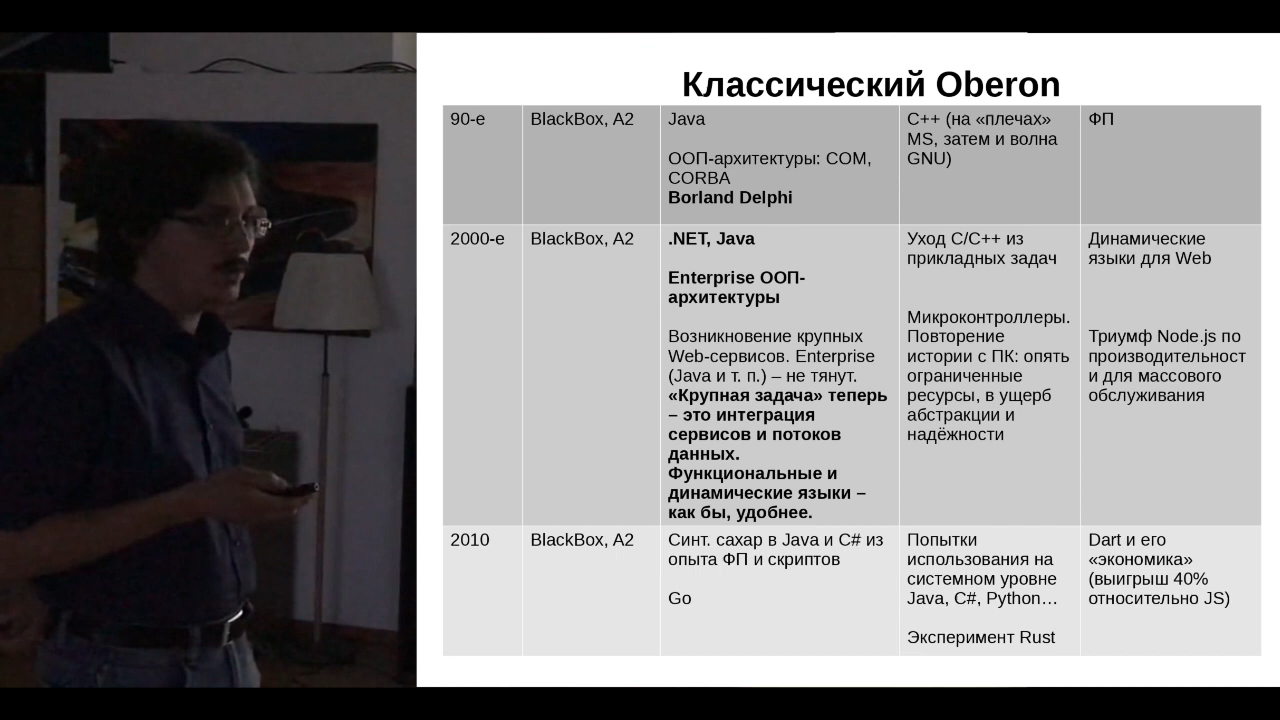 Классический Oberon
90-е
BlackBox, A2
Java
ООП-архитектуры: COM,
CORBA
Borland Delphi
C++ (на «плечах»
MS, затем и волна
GNU)
ФП
2000-е
BlackBox, A2
.NET, Java
Enterprise ООП-
архитектуры
Возникновение крупных
Web-сервисов. Enterprise
(Java и т. п.) – не тянут.
«Крупная задача» теперь
– это интеграция
сервисов и потоков
данных.
Функциональные и
динамические языки –
как бы, удобнее.
Уход C/C++ из
прикладных задач
Микроконтроллеры.
Повторение
истории с ПК: опять
ограниченные
ресурсы, в ущерб
абстракции и
надёжности
Динамические
языки для Web
Триумф Node.js по
производительност
и для массового
обслуживания
2010
BlackBox, A2
Синт. сахар в Java и C# из
опыта ФП и скриптов
Go
Попытки
использования на
системном уровне
Java, C#, Python…
Эксперимент Rust
Dart и его
«экономика»
(выигрыш 40%
относительно JS)